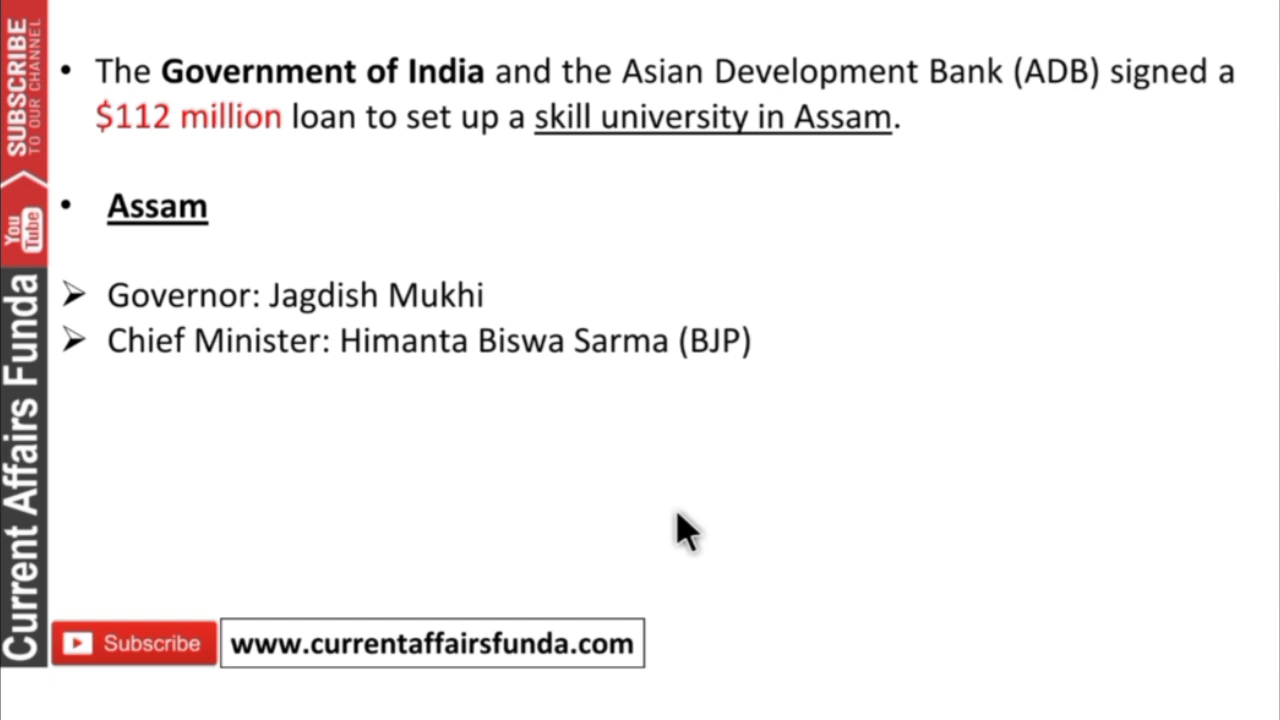 • The Government of India and the Asian Development Bank (ADB) signed a
$112 million loan to set up a skill university in Assam.
• Assam
➢ Governor: Jagdish Mukhi
➢ Chief Minister: Himanta Biswa Sarma (BJP)
SUBSCRIBE
TO OUR CHANNEL
You
Tube
Current Affairs Funda
Subscribe
www.currentaffairsfunda.com